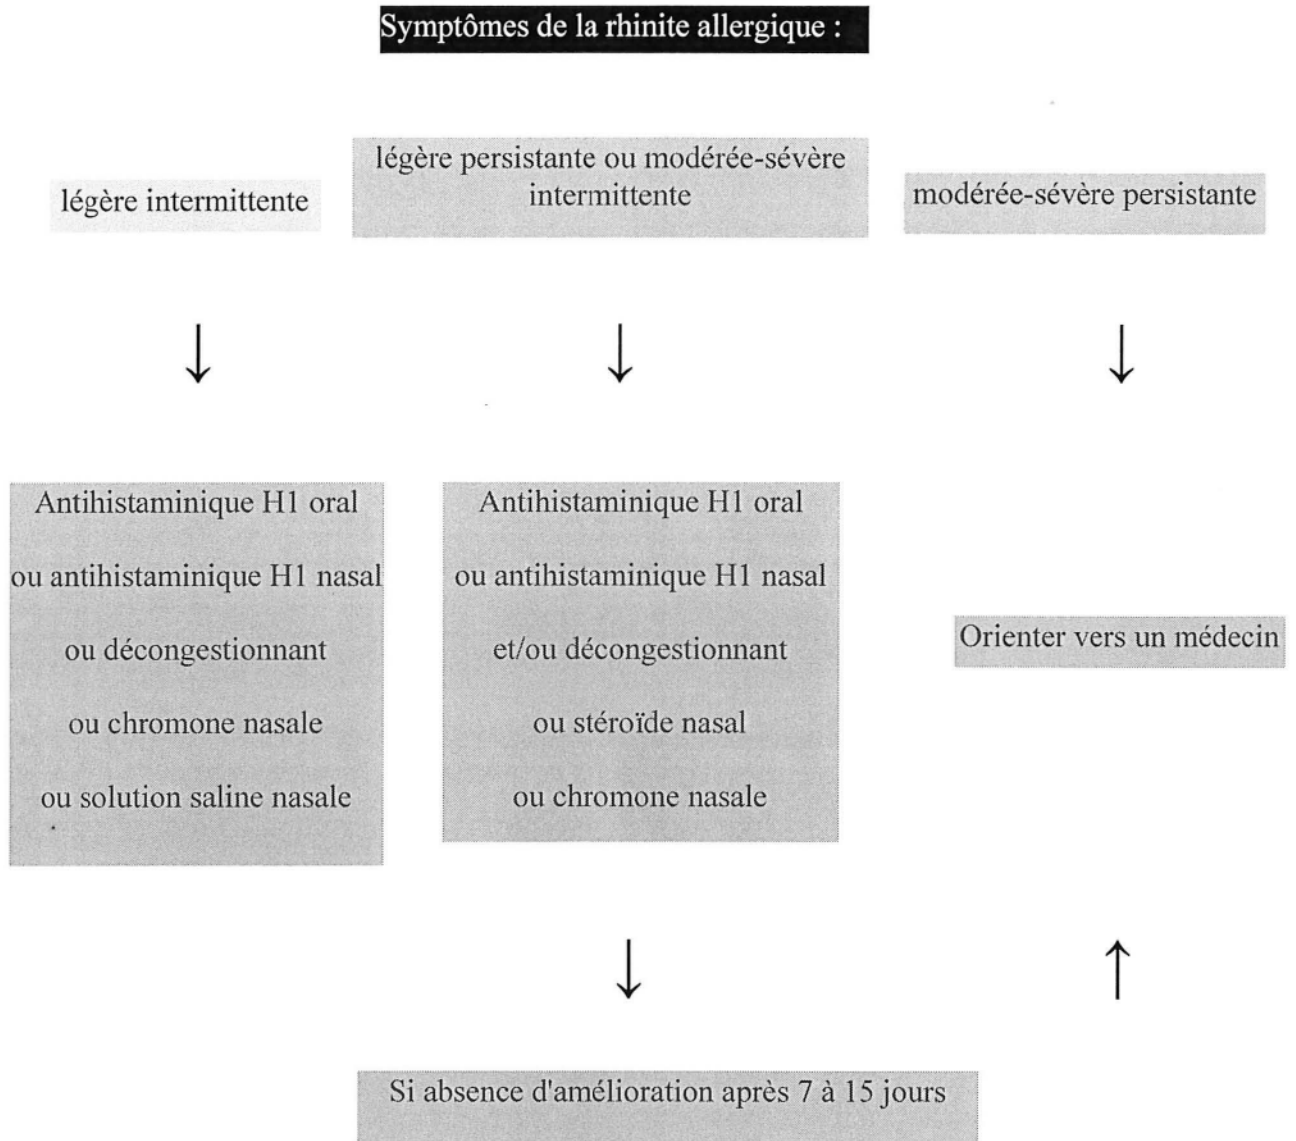 Symptômes de la rhinite allergique :
légère intermittente
légère persistante ou modérée-sévère
intermittente
modérée-sévère persistante
↓
↓
↓
Antihistaminique H1 oral
ou antihistaminique H1 nasal
ou décongestionnant
ou chromone nasale
ou solution saline nasale
Antihistaminique H1 oral
ou antihistaminique H1 nasal
et/ou décongestionnant
ou stéroïde nasal
ou chromone nasale
Orienter vers un médecin
↓
↑
Si absence d'amélioration après 7 à 15 jours